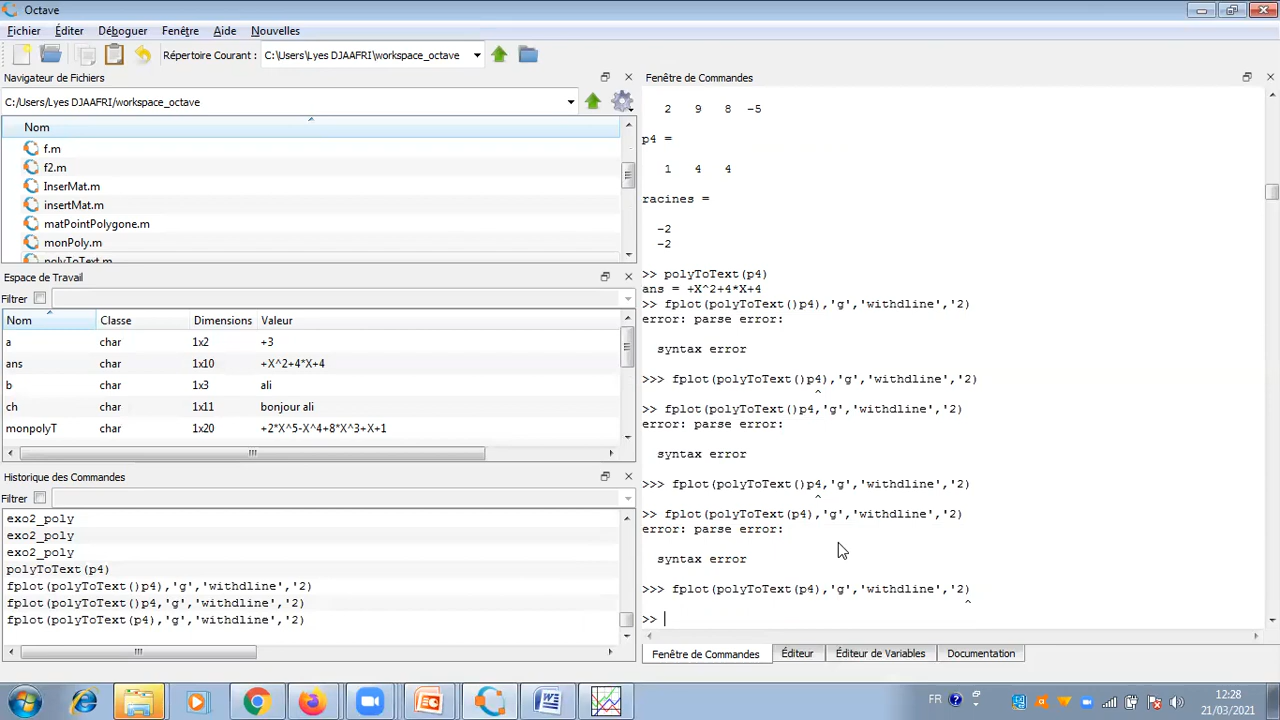 Octave
Fichier Éditer Déboguer Fenêtre Aide Nouvelles
Répertoire Courant : C:\Users\Lyes DJAAFRI\workspace_octave
Navigateur de Fichiers
C:/Users/Lyes DJAAFRI/workspace_octave
Nom
f.m
f2.m
InserMat.m
insertMat.m
matPointPolygone.m
monPoly.m
polyToText.m
Espace de Travail
Filtrer
Nom Classe Dimensions Valeur
a char 1x2 +3
ans char 1x10 +X^2+4*X+4
b char 1x3 ali
ch char 1x11 bonjour ali
monpolyT char 1x20 +2*X^5-X^4+8*X^3+X+1
Historique des Commandes
Filtrer
exo2_poly
exo2_poly
exo2_poly
polyToText(p4)
fplot(polyToText()p4),'g','withdline','2)
fplot(polyToText()p4,'g','withdline','2)
fplot(polyToText(p4),'g','withdline','2)
Fenêtre de Commandes
2 9 8 -5
p4 =
1 4 4
racines =
-2
-2
>> polyToText(p4)
ans = +X^2+4*X+4
>> fplot(polyToText()p4),'g','withdline','2)
error: parse error:
syntax error
>>> fplot(polyToText()p4),'g','withdline','2)
^
>> fplot(polyToText()p4,'g','withdline','2)
error: parse error:
syntax error
>>> fplot(polyToText()p4,'g','withdline','2)
^
>> fplot(polyToText(p4),'g','withdline','2)
error: parse error:
syntax error
>>> fplot(polyToText(p4),'g','withdline','2)
^
>>
Fenêtre de Commandes Éditeur Éditeur de Variables Documentation
FR
12:28
21/03/2021